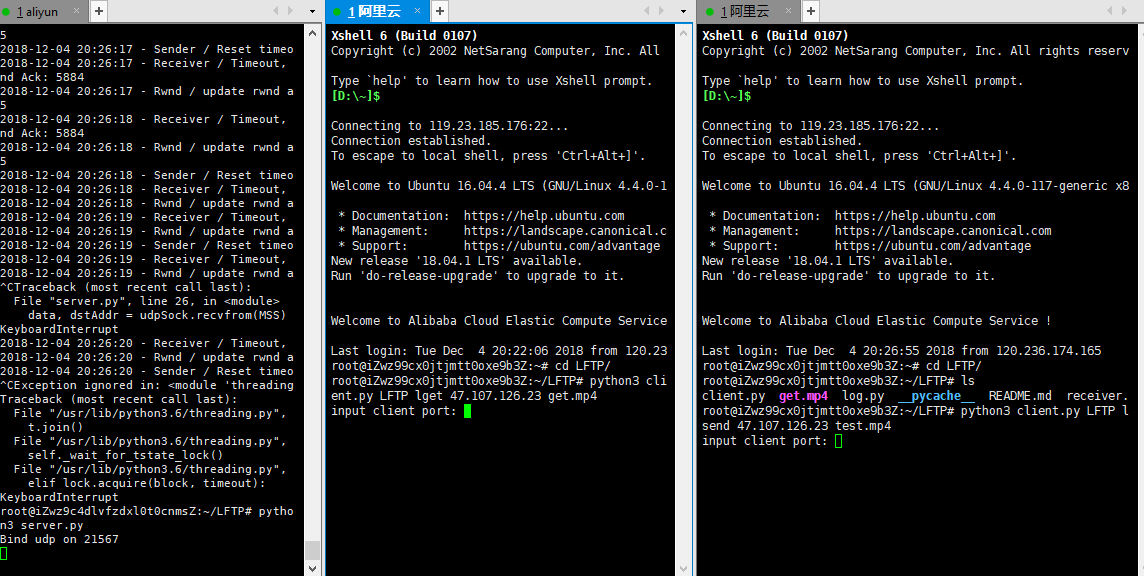 1 aliyun × +
5
2018-12-04 20:26:17 - Sender / Reset timeo
2018-12-04 20:26:17 - Receiver / Timeout,
nd Ack: 5884
2018-12-04 20:26:17 - Rwnd / update rwnd a
5
2018-12-04 20:26:18 - Receiver / Timeout,
nd Ack: 5884
2018-12-04 20:26:18 - Rwnd / update rwnd a
5
2018-12-04 20:26:18 - Sender / Reset timeo
2018-12-04 20:26:18 - Receiver / Timeout,
2018-12-04 20:26:18 - Rwnd / update rwnd a
2018-12-04 20:26:19 - Receiver / Timeout,
2018-12-04 20:26:19 - Rwnd / update rwnd a
2018-12-04 20:26:19 - Sender / Reset timeo
2018-12-04 20:26:19 - Receiver / Timeout,
2018-12-04 20:26:19 - Rwnd / update rwnd a
^CTraceback (most recent call last):
  File "server.py", line 26, in <module>
    data, dstAddr = udpSock.recvfrom(MSS)
KeyboardInterrupt
2018-12-04 20:26:20 - Receiver / Timeout,
2018-12-04 20:26:20 - Rwnd / update rwnd a
2018-12-04 20:26:20 - Sender / Reset timeo
^CException ignored in: <module 'threading
Traceback (most recent call last):
  File "/usr/lib/python3.6/threading.py",
    t.join()
  File "/usr/lib/python3.6/threading.py",
    self._wait_for_tstate_lock()
  File "/usr/lib/python3.6/threading.py",
    elif lock.acquire(block, timeout):
KeyboardInterrupt
root@iZwz9c4dlvfzdxl0t0cnmsZ:~/LFTP# pytho
n3 server.py
Bind udp on 21567
1 阿里云 × +
Xshell 6 (Build 0107)
Copyright (c) 2002 NetSarang Computer, Inc. All
Type `help' to learn how to use Xshell prompt.
[D:\~]$
Connecting to 119.23.185.176:22...
Connection established.
To escape to local shell, press 'Ctrl+Alt+]'.
Welcome to Ubuntu 16.04.4 LTS (GNU/Linux 4.4.0-1
 * Documentation:  https://help.ubuntu.com
 * Management:     https://landscape.canonical.c
 * Support:        https://ubuntu.com/advantage
New release '18.04.1 LTS' available.
Run 'do-release-upgrade' to upgrade to it.
Welcome to Alibaba Cloud Elastic Compute Service
Last login: Tue Dec  4 20:22:06 2018 from 120.23
root@iZwz99cx0jtjmtt0oxe9b3Z:~# cd LFTP/
root@iZwz99cx0jtjmtt0oxe9b3Z:~/LFTP# python3 cli
ent.py LFTP lget 47.107.126.23 get.mp4
input client port:
1 阿里云 × +
Xshell 6 (Build 0107)
Copyright (c) 2002 NetSarang Computer, Inc. All rights reserv
Type `help' to learn how to use Xshell prompt.
[D:\~]$
Connecting to 119.23.185.176:22...
Connection established.
To escape to local shell, press 'Ctrl+Alt+]'.
Welcome to Ubuntu 16.04.4 LTS (GNU/Linux 4.4.0-117-generic x8
 * Documentation:  https://help.ubuntu.com
 * Management:     https://landscape.canonical.com
 * Support:        https://ubuntu.com/advantage
New release '18.04.1 LTS' available.
Run 'do-release-upgrade' to upgrade to it.
Welcome to Alibaba Cloud Elastic Compute Service !
Last login: Tue Dec  4 20:26:55 2018 from 120.236.174.165
root@iZwz99cx0jtjmtt0oxe9b3Z:~# cd LFTP/
root@iZwz99cx0jtjmtt0oxe9b3Z:~/LFTP# ls
client.py  get.mp4  log.py  __pycache__  README.md  receiver.
root@iZwz99cx0jtjmtt0oxe9b3Z:~/LFTP# python3 client.py LFTP l
send 47.107.126.23 test.mp4
input client port: